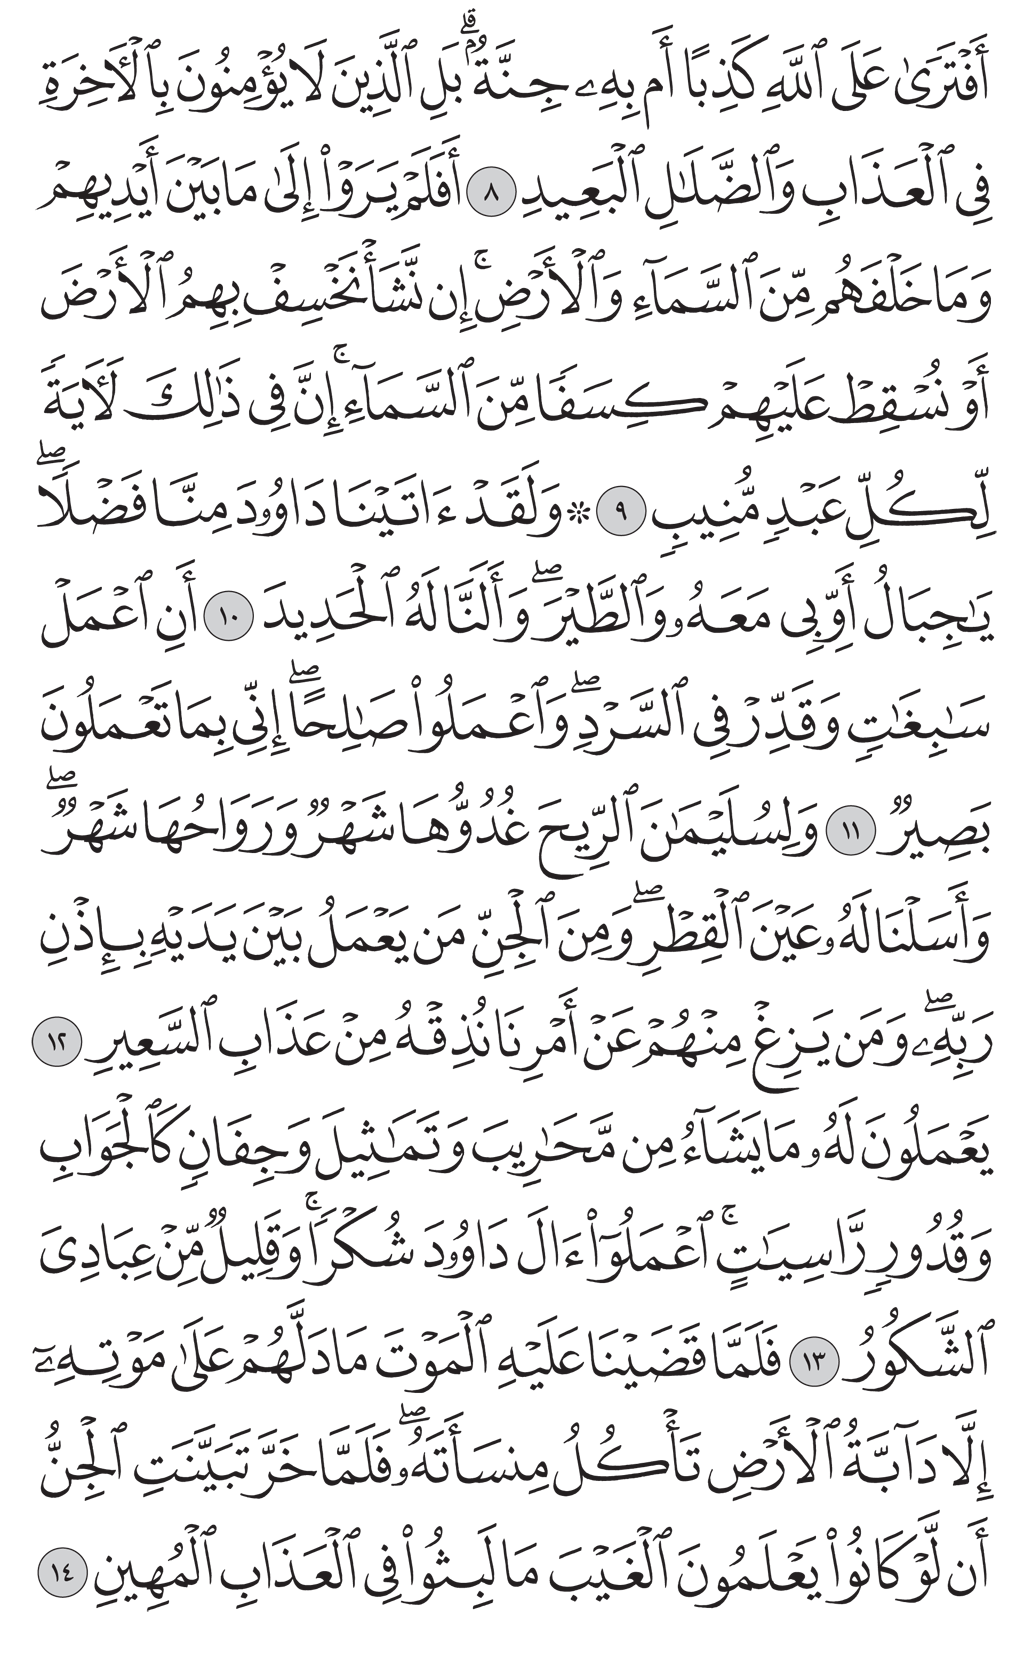 أَفْتَرَىٰ عَلَى ٱللَّهِ كَذِبًا أَم بِهِۦ جِنَّةُۢ ۗ بَلِ ٱلَّذِينَ لَا يُؤْمِنُونَ بِٱلْأَخِرَةِ
فِى ٱلْعَذَابِ وَٱلضَّلَٰلِ ٱلْبَعِيدِ ٨ أَفَلَمْ يَرَوْا۟ إِلَىٰ مَا بَيْنَ أَيْدِيهِمْ
وَمَا خَلْفَهُم مِّنَ ٱلسَّمَآءِ وَٱلْأَرْضِ ۚ إِن نَّشَأْ نَخْسِفْ بِهِمُ ٱلْأَرْضَ
أَوْ نُسْقِطْ عَلَيْهِمْ كِسَفًا مِّنَ ٱلسَّمَآءِ ۚ إِنَّ فِى ذَٰلِكَ لَأَيَةً
لِّكُلِّ عَبْدٍ مُّنِيبٍ ٩ ۞ وَلَقَدْ ءَاتَيْنَا دَاوُۥدَ مِنَّا فَضْلًا ۖ
يَٰجِبَالُ أَوِّبِى مَعَهُۥ وَٱلطَّيْرَ ۖ وَأَلَنَّا لَهُ ٱلْحَدِيدَ ١٠ أَنِ ٱعْمَلْ
سَٰبِغَٰتٍ وَقَدِّرْ فِى ٱلسَّرْدِ ۖ وَٱعْمَلُوا۟ صَٰلِحًا ۖ إِنِّى بِمَا تَعْمَلُونَ
بَصِيرٌ ١١ وَلِسُلَيْمَٰنَ ٱلرِّيحَ غُدُوُّهَا شَهْرٌ وَرَوَاحُهَا شَهْرٌ ۖ
وَأَسَلْنَا لَهُۥ عَيْنَ ٱلْقِطْرِ ۖ وَمِنَ ٱلْجِنِّ مَن يَعْمَلُ بَيْنَ يَدَيْهِ بِإِذْنِ
رَبِّهِۦ ۖ وَمَن يَزِغْ مِنْهُمْ عَنْ أَمْرِنَا نُذِقْهُ مِنْ عَذَابِ ٱلسَّعِيرِ ١٢
يَعْمَلُونَ لَهُۥ مَا يَشَآءُ مِن مَّحَٰرِيبَ وَتَمَٰثِيلَ وَجِفَانٍ كَٱلْجَوَابِ
وَقُدُورٍ رَّاسِيَٰتٍ ۚ ٱعْمَلُوٓا۟ ءَالَ دَاوُۥدَ شُكْرًا ۚ وَقَلِيلٌ مِّنْ عِبَادِىَ
ٱلشَّكُورُ ١٣ فَلَمَّا قَضَيْنَا عَلَيْهِ ٱلْمَوْتَ مَا دَلَّهُمْ عَلَىٰ مَوْتِهِۦٓ
إِلَّا دَآبَّةُ ٱلْأَرْضِ تَأْكُلُ مِنسَأَتَهُۥ ۖ فَلَمَّا خَرَّ تَبَيَّنَتِ ٱلْجِنُّ
أَن لَّوْ كَانُوا۟ يَعْلَمُونَ ٱلْغَيْبَ مَا لَبِثُوا۟ فِى ٱلْعَذَابِ ٱلْمُهِينِ ١٤